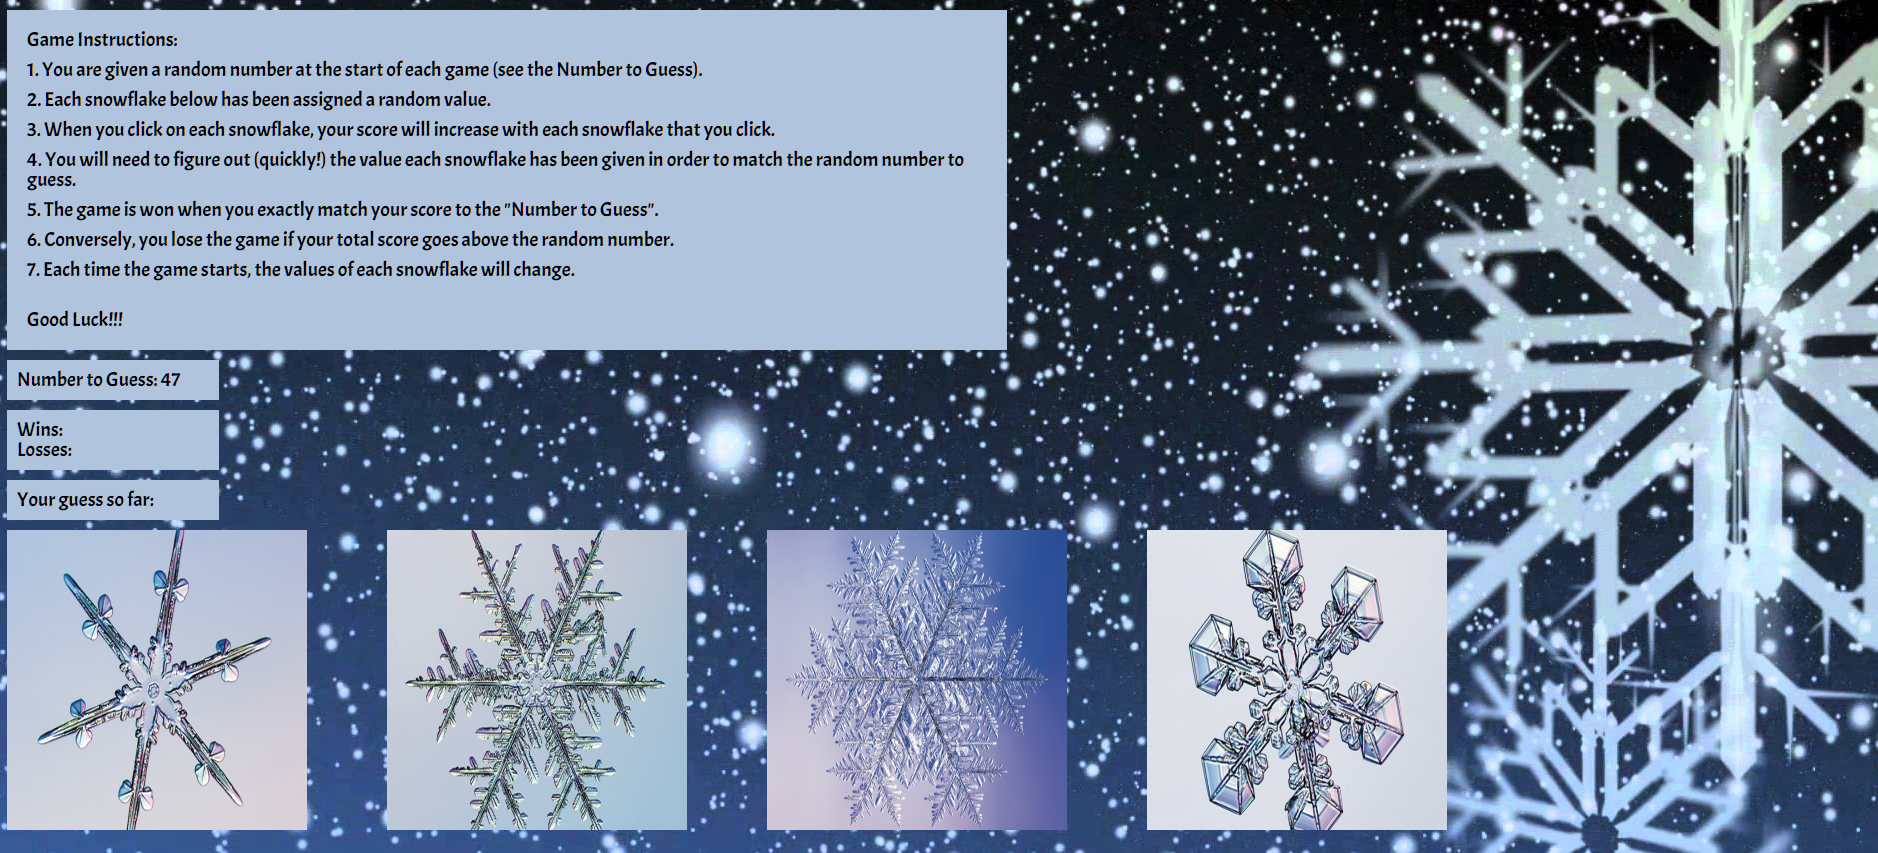 Game Instructions:
1. You are given a random number at the start of each game (see the Number to Guess).
2. Each snowflake below has been assigned a random value.
3. When you click on each snowflake, your score will increase with each snowflake that you click.
4. You will need to figure out (quickly!) the value each snowflake has been given in order to match the random number to
guess.
5. The game is won when you exactly match your score to the "Number to Guess".
6. Conversely, you lose the game if your total score goes above the random number.
7. Each time the game starts, the values of each snowflake will change.
Good Luck!!!
Number to Guess: 47
Wins:
Losses:
Your guess so far: